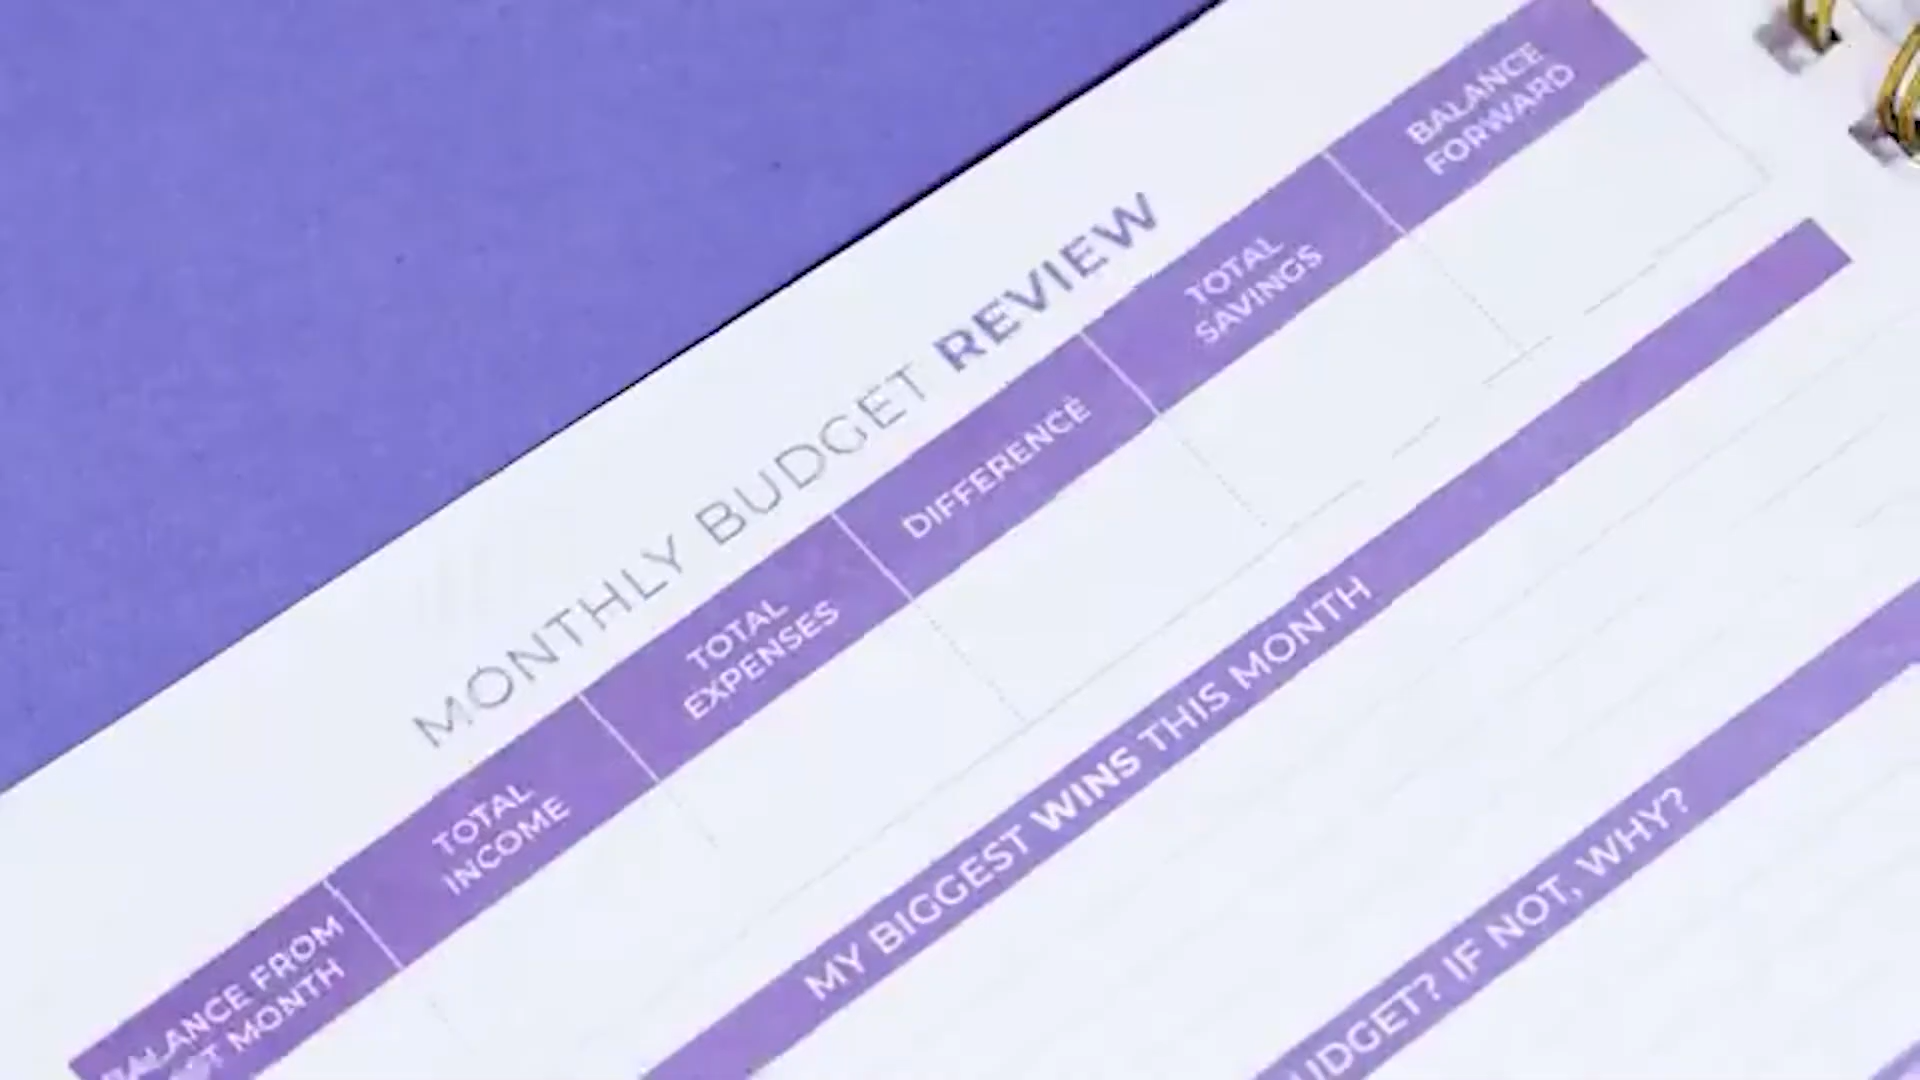 MONTHLY BUDGET REVIEW
BALANCE FROM
MONTH
TOTAL
INCOME
TOTAL
EXPENSES
DIFFERENCE
TOTAL
SAVINGS
BALANCE
FORWARD
MY BIGGEST WINS THIS MONTH
UDGET? IF NOT, WHY?